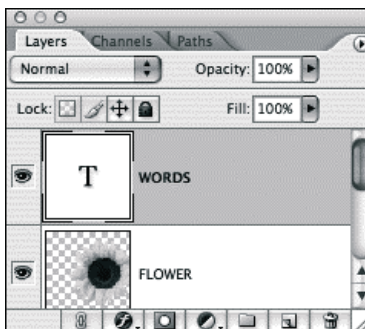 Layers Channels Paths
Normal Opacity: 100%
Lock: Fill: 100%
T WORDS
FLOWER